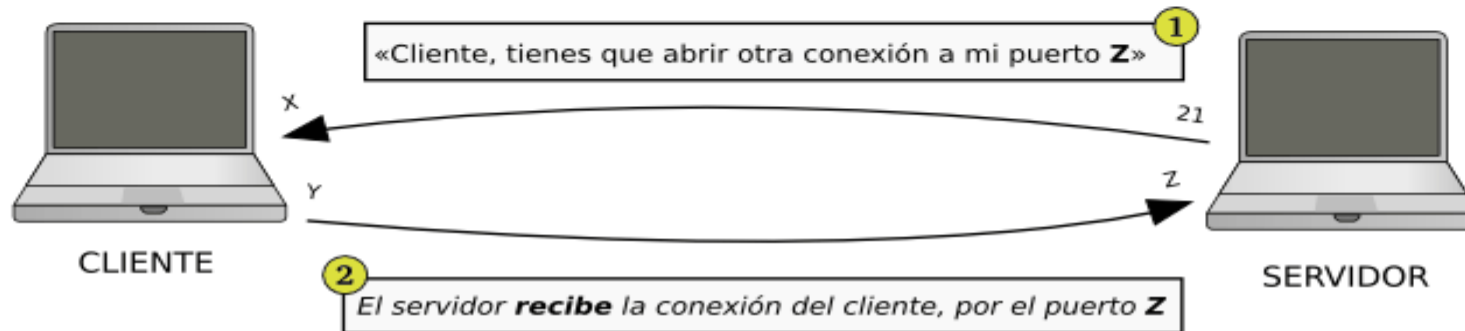 1
«Cliente, tienes que abrir otra conexión a mi puerto Z»
X
21
Y
Z
CLIENTE
SERVIDOR
2
El servidor recibe la conexión del cliente, por el puerto Z